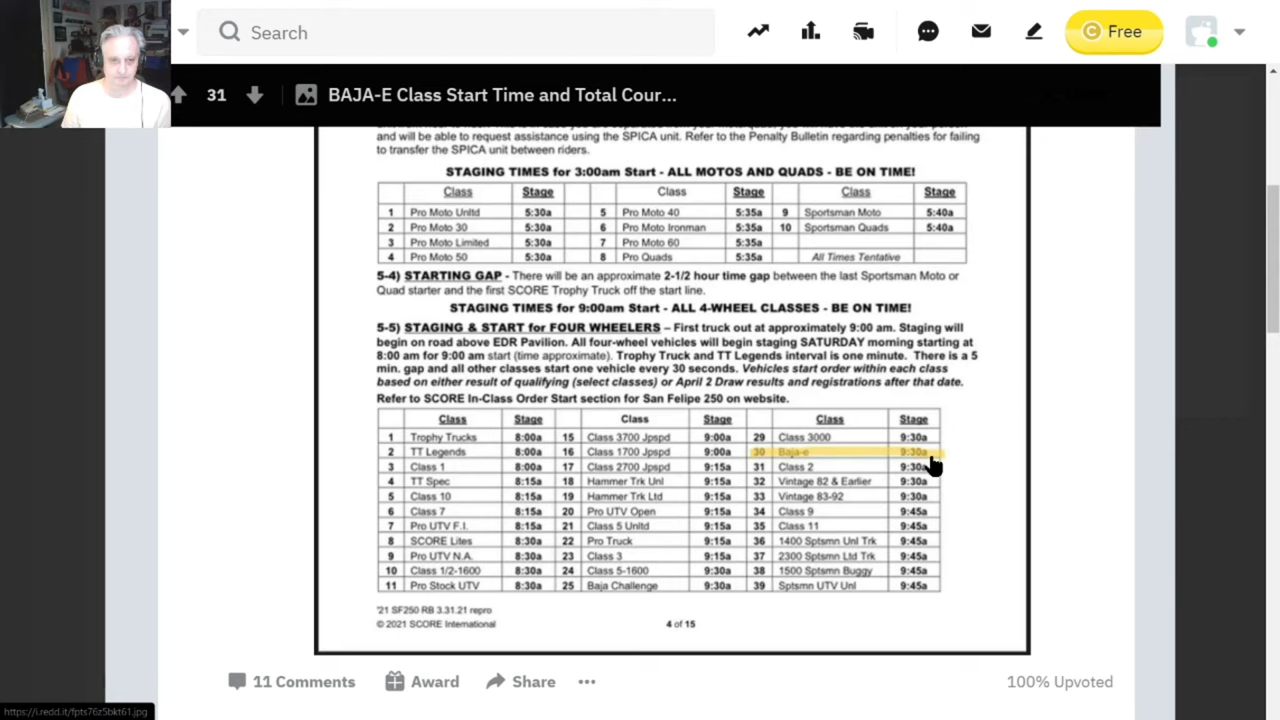 Search
Free
31
BAJA-E Class Start Time and Total Cour...
and will be able to request assistance using the SPICA unit. Refer to the Penalty Bulletin regarding penalties for failing
to transfer the SPICA unit between riders.
STAGING TIMES for 3:00am Start - ALL MOTOS AND QUADS - BE ON TIME!
Class Stage Class Stage Class Stage
1 Pro Moto Unltd 5:30a 5 Pro Moto 40 5:35a 9 Sportsman Moto 5:40a
2 Pro Moto 30 5:30a 6 Pro Moto Ironman 5:35a 10 Sportsman Quads 5:40a
3 Pro Moto Limited 5:30a 7 Pro Moto 60 5:35a
4 Pro Moto 50 5:30a 8 Pro Quads 5:35a All Times Tentative
5-4) STARTING GAP - There will be an approximate 2-1/2 hour time gap between the last Sportsman Moto or
Quad starter and the first SCORE Trophy Truck off the start line.
STAGING TIMES for 9:00am Start - ALL 4-WHEEL CLASSES - BE ON TIME!
5-5) STAGING & START for FOUR WHEELERS – First truck out at approximately 9:00 am. Staging will
begin on road above EDR Pavilion. All four-wheel vehicles will begin staging SATURDAY morning starting at
8:00 am for 9:00 am start (time approximate). Trophy Truck and TT Legends interval is one minute. There is a 5
min. gap and all other classes start one vehicle every 30 seconds. Vehicles start order within each class
based on either result of qualifying (select classes) or April 2 Draw results and registrations after that date.
Refer to SCORE In-Class Order Start section for San Felipe 250 on website.
Class Stage Class Stage Class Stage
1 Trophy Trucks 8:00a 15 Class 3700 Jpspd 9:00a 29 Class 3000 9:30a
2 TT Legends 8:00a 16 Class 1700 Jpspd 9:00a 30 Baja-e 9:30a
3 Class 1 8:00a 17 Class 2700 Jpspd 9:15a 31 Class 2 9:30a
4 TT Spec 8:15a 18 Hammer Trk Unl 9:15a 32 Vintage 82 & Earlier 9:30a
5 Class 10 8:15a 19 Hammer Trk Ltd 9:15a 33 Vintage 83-92 9:30a
6 Class 7 8:15a 20 Pro UTV Open 9:15a 34 Class 9 9:45a
7 Pro UTV F.I. 8:15a 21 Class 5 Unltd 9:15a 35 Class 11 9:45a
8 SCORE Lites 8:30a 22 Pro Truck 9:15a 36 1400 Sptsmn Unl Trk 9:45a
9 Pro UTV N.A. 8:30a 23 Class 3 9:15a 37 2300 Sptsmn Ltd Trk 9:45a
10 Class 1/2-1600 8:30a 24 Class 5-1600 9:30a 38 1500 Sptsmn Buggy 9:45a
11 Pro Stock UTV 8:30a 25 Baja Challenge 9:30a 39 Sptsmn UTV Unl 9:45a
'21 SF250 RB 3.31.21 repro
© 2021 SCORE International 4 of 15
11 Comments Award Share 100% Upvoted
https://i.redd.it/fpts76z5bkt61.jpg